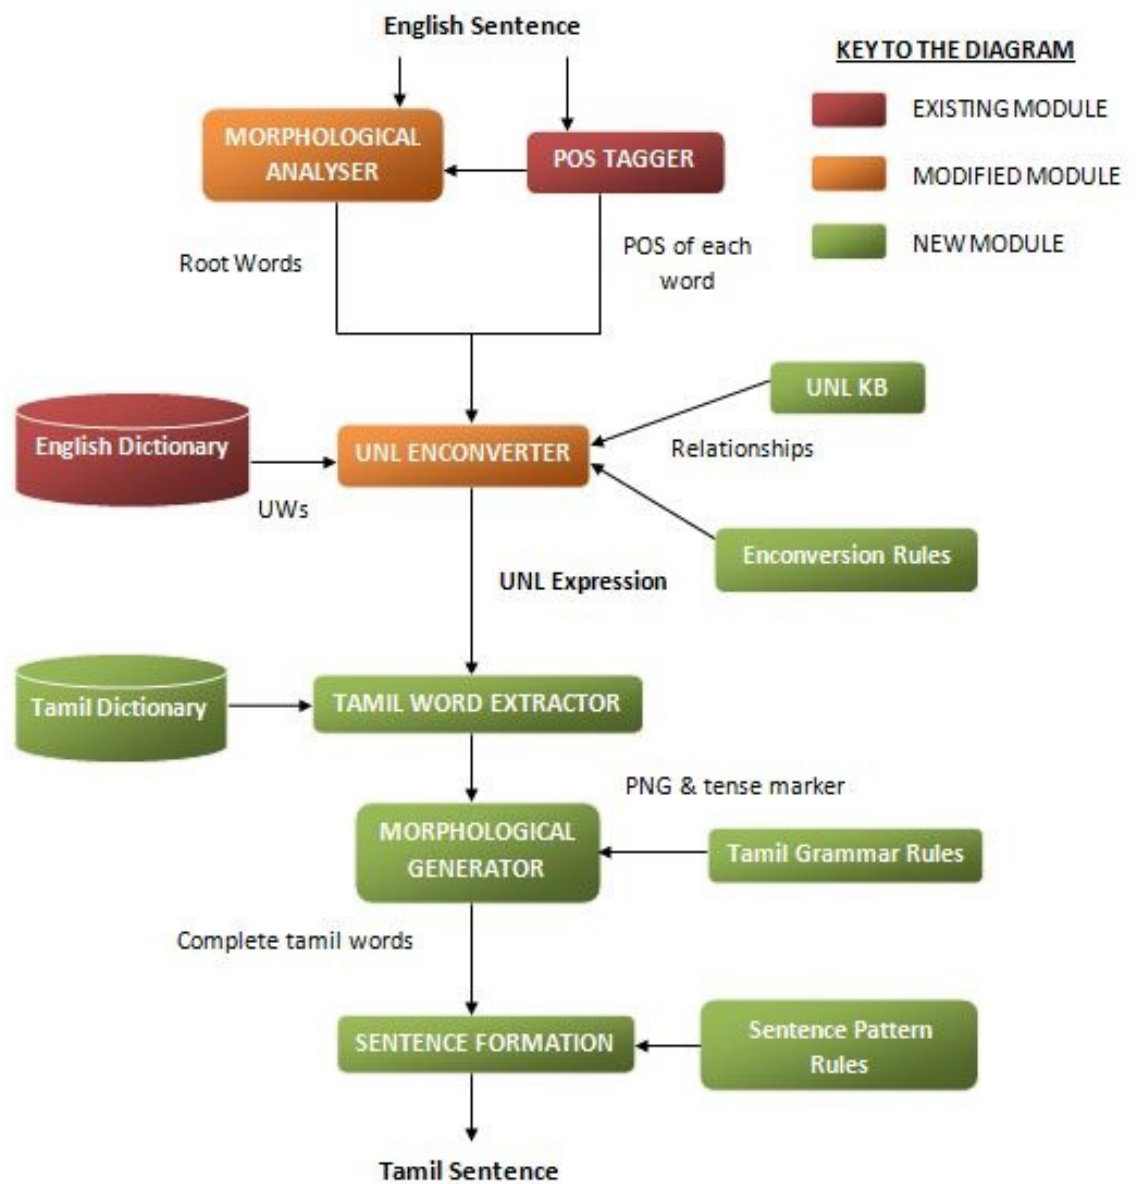 English Sentence
KEY TO THE DIAGRAM
EXISTING MODULE
MODIFIED MODULE
NEW MODULE
MORPHOLOGICAL
ANALYSER
POS TAGGER
Root Words
POS of each
word
UNL KB
English Dictionary
UNL ENCONVERTER
Relationships
UWs
Enconversion Rules
UNL Expression
Tamil Dictionary
TAMIL WORD EXTRACTOR
PNG & tense marker
MORPHOLOGICAL
GENERATOR
Tamil Grammar Rules
Complete tamil words
SENTENCE FORMATION
Sentence Pattern
Rules
Tamil Sentence